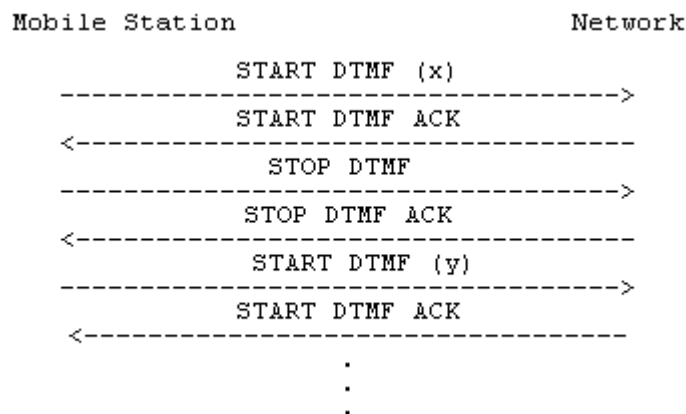 Mobile Station Network
START DTMF (x)
----------------------------------->
START DTMF ACK
<-----------------------------------
STOP DTMF
----------------------------------->
STOP DTMF ACK
<-----------------------------------
START DTMF (y)
----------------------------------->
START DTMF ACK
<----------------------------------
.
.
.